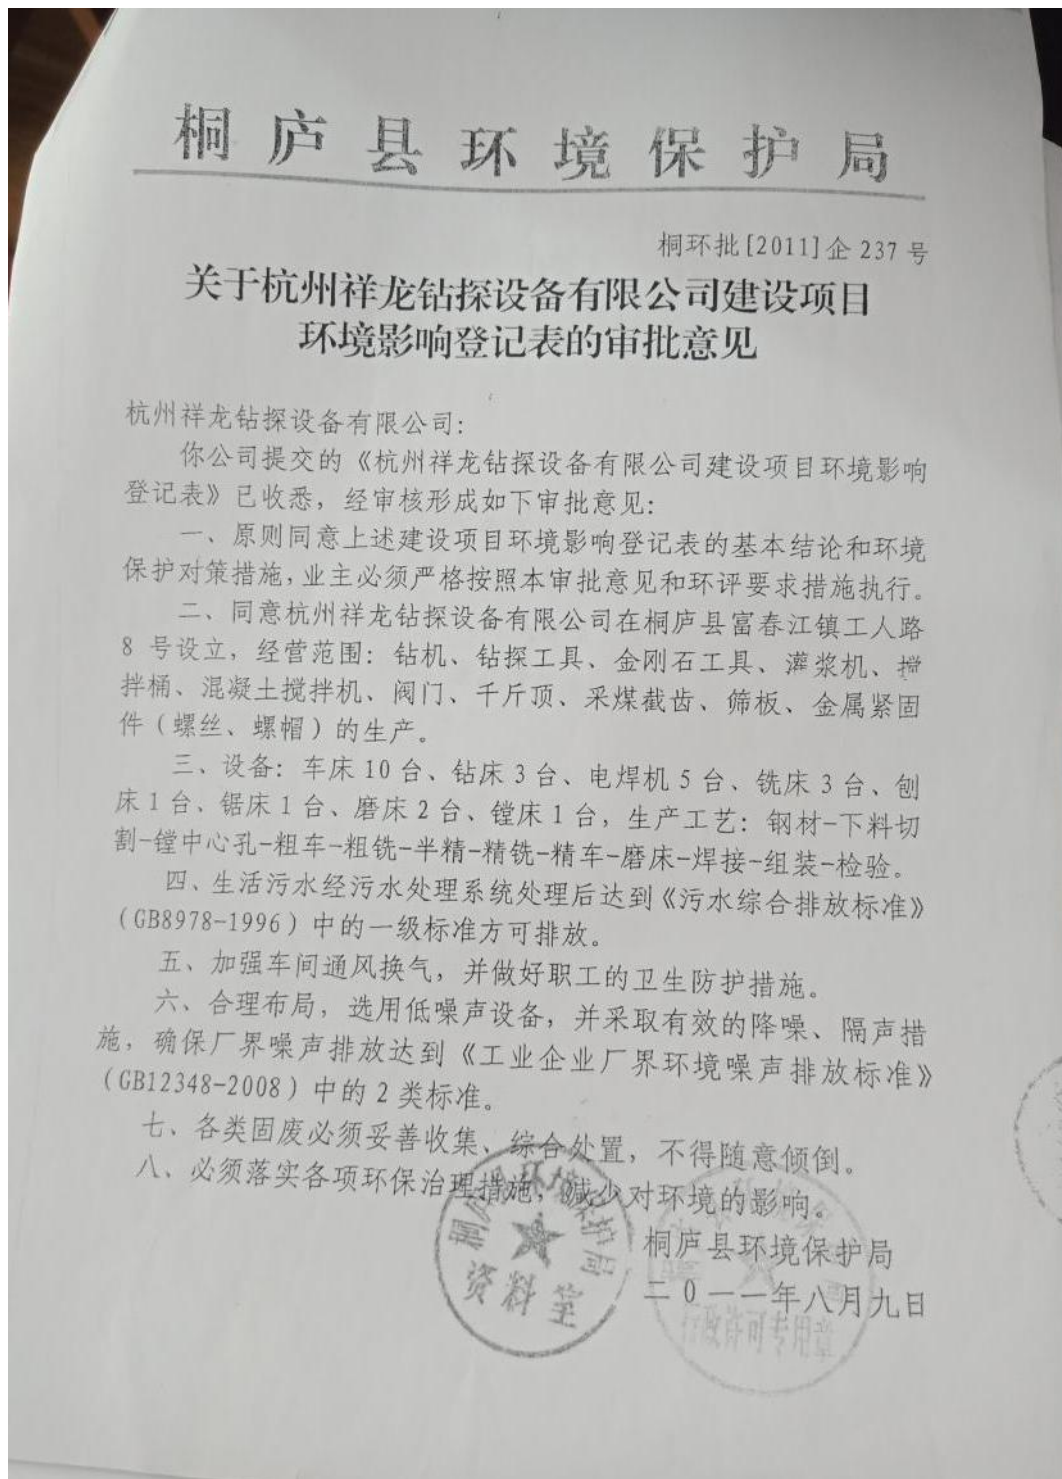 桐庐县环境保护局
桐环批[2011]企 237 号
关于杭州祥龙钻探设备有限公司建设项目
环境影响登记表的审批意见
杭州祥龙钻探设备有限公司：
你公司提交的《杭州祥龙钻探设备有限公司建设项目环境影响
登记表》已收悉，经审核形成如下审批意见：
一、原则同意上述建设项目环境影响登记表的基本结论和环境
保护对策措施，业主必须严格按照本审批意见和环评要求措施执行。
二、同意杭州祥龙钻探设备有限公司在桐庐县富春江镇工人路
8 号设立，经营范围：钻机、钻探工具、金刚石工具、灌浆机、搅
拌桶、混凝土搅拌机、阀门、千斤顶、采煤截齿、筛板、金属紧固
件（螺丝、螺帽）的生产。
三、设备：车床 10 台、钻床 3 台、电焊机 5 台、铣床 3 台、刨
床 1 台、锯床 1 台、磨床 2 台、镗床 1 台，生产工艺：钢材-下料切
割-镗中心孔-粗车-粗铣-半精-精铣-精车-磨床-焊接-组装-检验。
四、生活污水经污水处理系统处理后达到《污水综合排放标准》
（GB8978-1996）中的一级标准方可排放。
五、加强车间通风换气，并做好职工的卫生防护措施。
六、合理布局，选用低噪声设备，并采取有效的降噪、隔声措
施，确保厂界噪声排放达到《工业企业厂界环境噪声排放标准》
（GB12348-2008）中的 2 类标准。
七、各类固废必须妥善收集、综合处置，不得随意倾倒。
八、必须落实各项环保治理措施，减少对环境的影响。
桐庐县环境保护局
二0一一年八月九日
桐庐县环境保护局
资料室
行政许可专用章